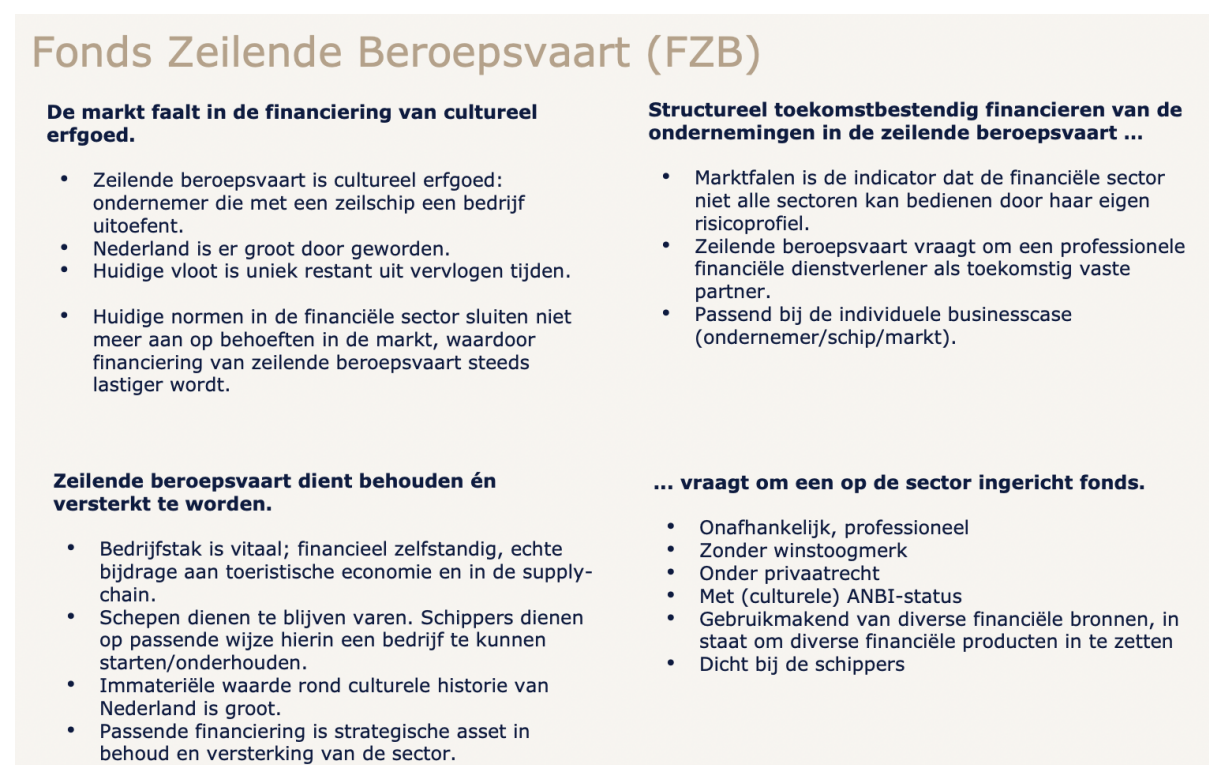 Fonds Zeilende Beroepsvaart (FZB)
De markt faalt in de financiering van cultureel
erfgoed.
• Zeilende beroepsvaart is cultureel erfgoed:
ondernemer die met een zeilschip een bedrijf
uitoefent.
• Nederland is er groot door geworden.
• Huidige vloot is uniek restant uit vervlogen tijden.
• Huidige normen in de financiële sector sluiten niet
meer aan op behoeften in de markt, waardoor
financiering van zeilende beroepsvaart steeds
lastiger wordt.
Structureel toekomstbestendig financieren van de
ondernemingen in de zeilende beroepsvaart ...
• Marktfalen is de indicator dat de financiële sector
niet alle sectoren kan bedienen door haar eigen
risicoprofiel.
• Zeilende beroepsvaart vraagt om een professionele
financiële dienstverlener als toekomstig vaste
partner.
• Passend bij de individuele businesscase
(ondernemer/schip/markt).
Zeilende beroepsvaart dient behouden én
versterkt te worden.
• Bedrijfstak is vitaal; financieel zelfstandig, echte
bijdrage aan toeristische economie en in de supply-
chain.
• Schepen dienen te blijven varen. Schippers dienen
op passende wijze hierin een bedrijf te kunnen
starten/onderhouden.
• Immateriële waarde rond culturele historie van
Nederland is groot.
• Passende financiering is strategische asset in
behoud en versterking van de sector.
... vraagt om een op de sector ingericht fonds.
• Onafhankelijk, professioneel
• Zonder winstoogmerk
• Onder privaatrecht
• Met (culturele) ANBI-status
• Gebruikmakend van diverse financiële bronnen, in
staat om diverse financiële producten in te zetten
• Dicht bij de schippers